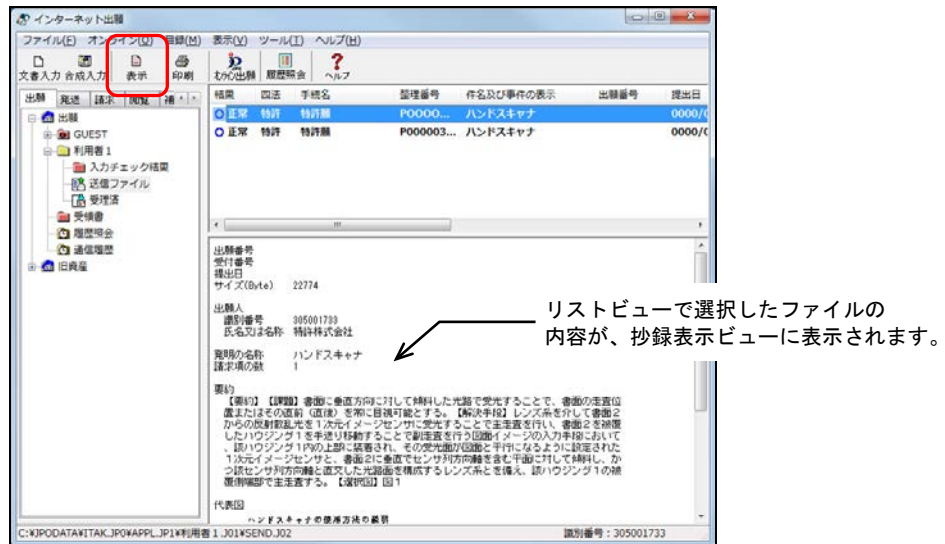 インターネット出願
ファイル(F) オンライン(O) 目録(M) 表示(V) ツール(T) ヘルプ(H)
文書入力 合成入力 表示 印刷 むかい出願 履歴照会 ヘルプ
出願 発送 請求 閲覧 補
出願
GUEST
利用者1
入力チェック結果
送信ファイル
受理済
受領書
履歴照会
通信履歴
旧資産
結果 四法 手続名 整理番号 件名及び事件の表示 出願番号 提出日
正常 特許 特許願 P0000... ハンドスキャナ 0000/0
正常 特許 特許願 P000003... ハンドスキャナ 0000/0
出願番号
受付番号
提出日
サイズ(Byte) 22774
出願人
識別番号 305001733
氏名又は名称 特許株式会社
発明の名称 ハンドスキャナ
請求項の数 1
要約
【要約】【課題】書面に垂直方向に対して傾斜した光路で受光することで、書面の走査位
置またはその直前(直後)を常に目視可能とする。【解決手段】レンズ系を介して書面2
からの反射散乱光を1次元イメージセンサに受光することで主走査を行い、書面2を被覆
したハウジング1を手送り移動することで副走査を行う図面イメージの入力手段において
、該ハウジング1内の上部に装着され、その受光面が図面と平行になるように設定された
1次元イメージセンサと、書面2に垂直でセンサ列方向軸を含む平面に対して傾斜し、か
つ該センサ列方向軸と直交した光路面を構成するレンズ系とを備え、該ハウジング1の被
覆側端部で主走査する。【選択図】図1
代表図
ハンドスキャナの使用方法の説明
リストビューで選択したファイルの
内容が、抄録表示ビューに表示されます。
C:¥JPODATA¥ITAK.JP0¥APPL.JP1¥利用者1.J01¥SEND.J02 識別番号:305001733